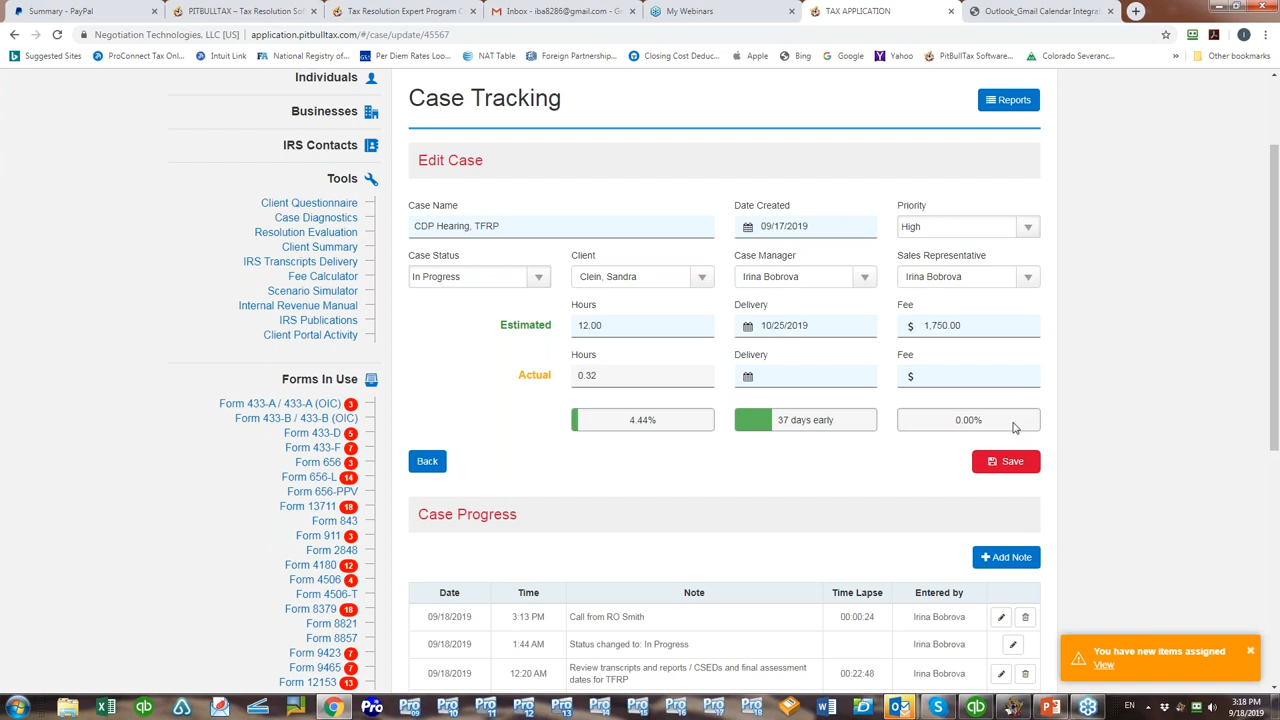 Summary - PayPal
PITBULLTAX – Tax Resolution Sof
Tax Resolution Expert Program C
Inbox - iba8286@gmail.com - G
My Webinars
TAX APPLICATION
Outlook_Gmail Calendar Integrat
Negotiation Technologies, LLC [US] | application.pitbulltax.com/#/case/update/45567
Suggested Sites
ProConnect Tax Onl
Intuit Link
National Registry of
Per Diem Rates Loo
NAT Table
Foreign Partnership
Closing Cost Deduc
Apple
Bing
Google
Yahoo
PitBullTax Software
Colorado Severanc
Other bookmarks
Individuals
Businesses
IRS Contacts
Tools
Client Questionnaire
Case Diagnostics
Resolution Evaluation
Client Summary
IRS Transcripts Delivery
Fee Calculator
Scenario Simulator
Internal Revenue Manual
IRS Publications
Client Portal Activity
Forms In Use
Form 433-A / 433-A (OIC) 3
Form 433-B / 433-B (OIC)
Form 433-D 5
Form 433-F 7
Form 656 3
Form 656-L 14
Form 656-PPV
Form 13711 18
Form 843
Form 911 3
Form 2848
Form 4180 12
Form 4506 4
Form 4506-T
Form 8379 18
Form 8821
Form 8857
Form 9423 7
Form 9465 7
Form 12153 13
Case Tracking
Reports
Edit Case
Case Name
Date Created
Priority
CDP Hearing, TFRP
09/17/2019
High
Case Status
Client
Case Manager
Sales Representative
In Progress
Clein, Sandra
Irina Bobrova
Irina Bobrova
Hours
Delivery
Fee
Estimated
12.00
10/25/2019
$ 1,750.00
Hours
Delivery
Fee
Actual
0.32
$
4.44%
37 days early
0.00%
Back
Save
Case Progress
Add Note
Date Time Note Time Lapse Entered by
09/18/2019 3:13 PM Call from RO Smith 00:00:24 Irina Bobrova
09/18/2019 1:44 AM Status changed to: In Progress Irina Bobrova
09/18/2019 12:20 AM Review transcripts and reports / CSEDs and final assessment 00:22:48 Irina Bobrova
dates for TFRP
You have new items assigned
View
EN
3:18 PM
9/18/2019